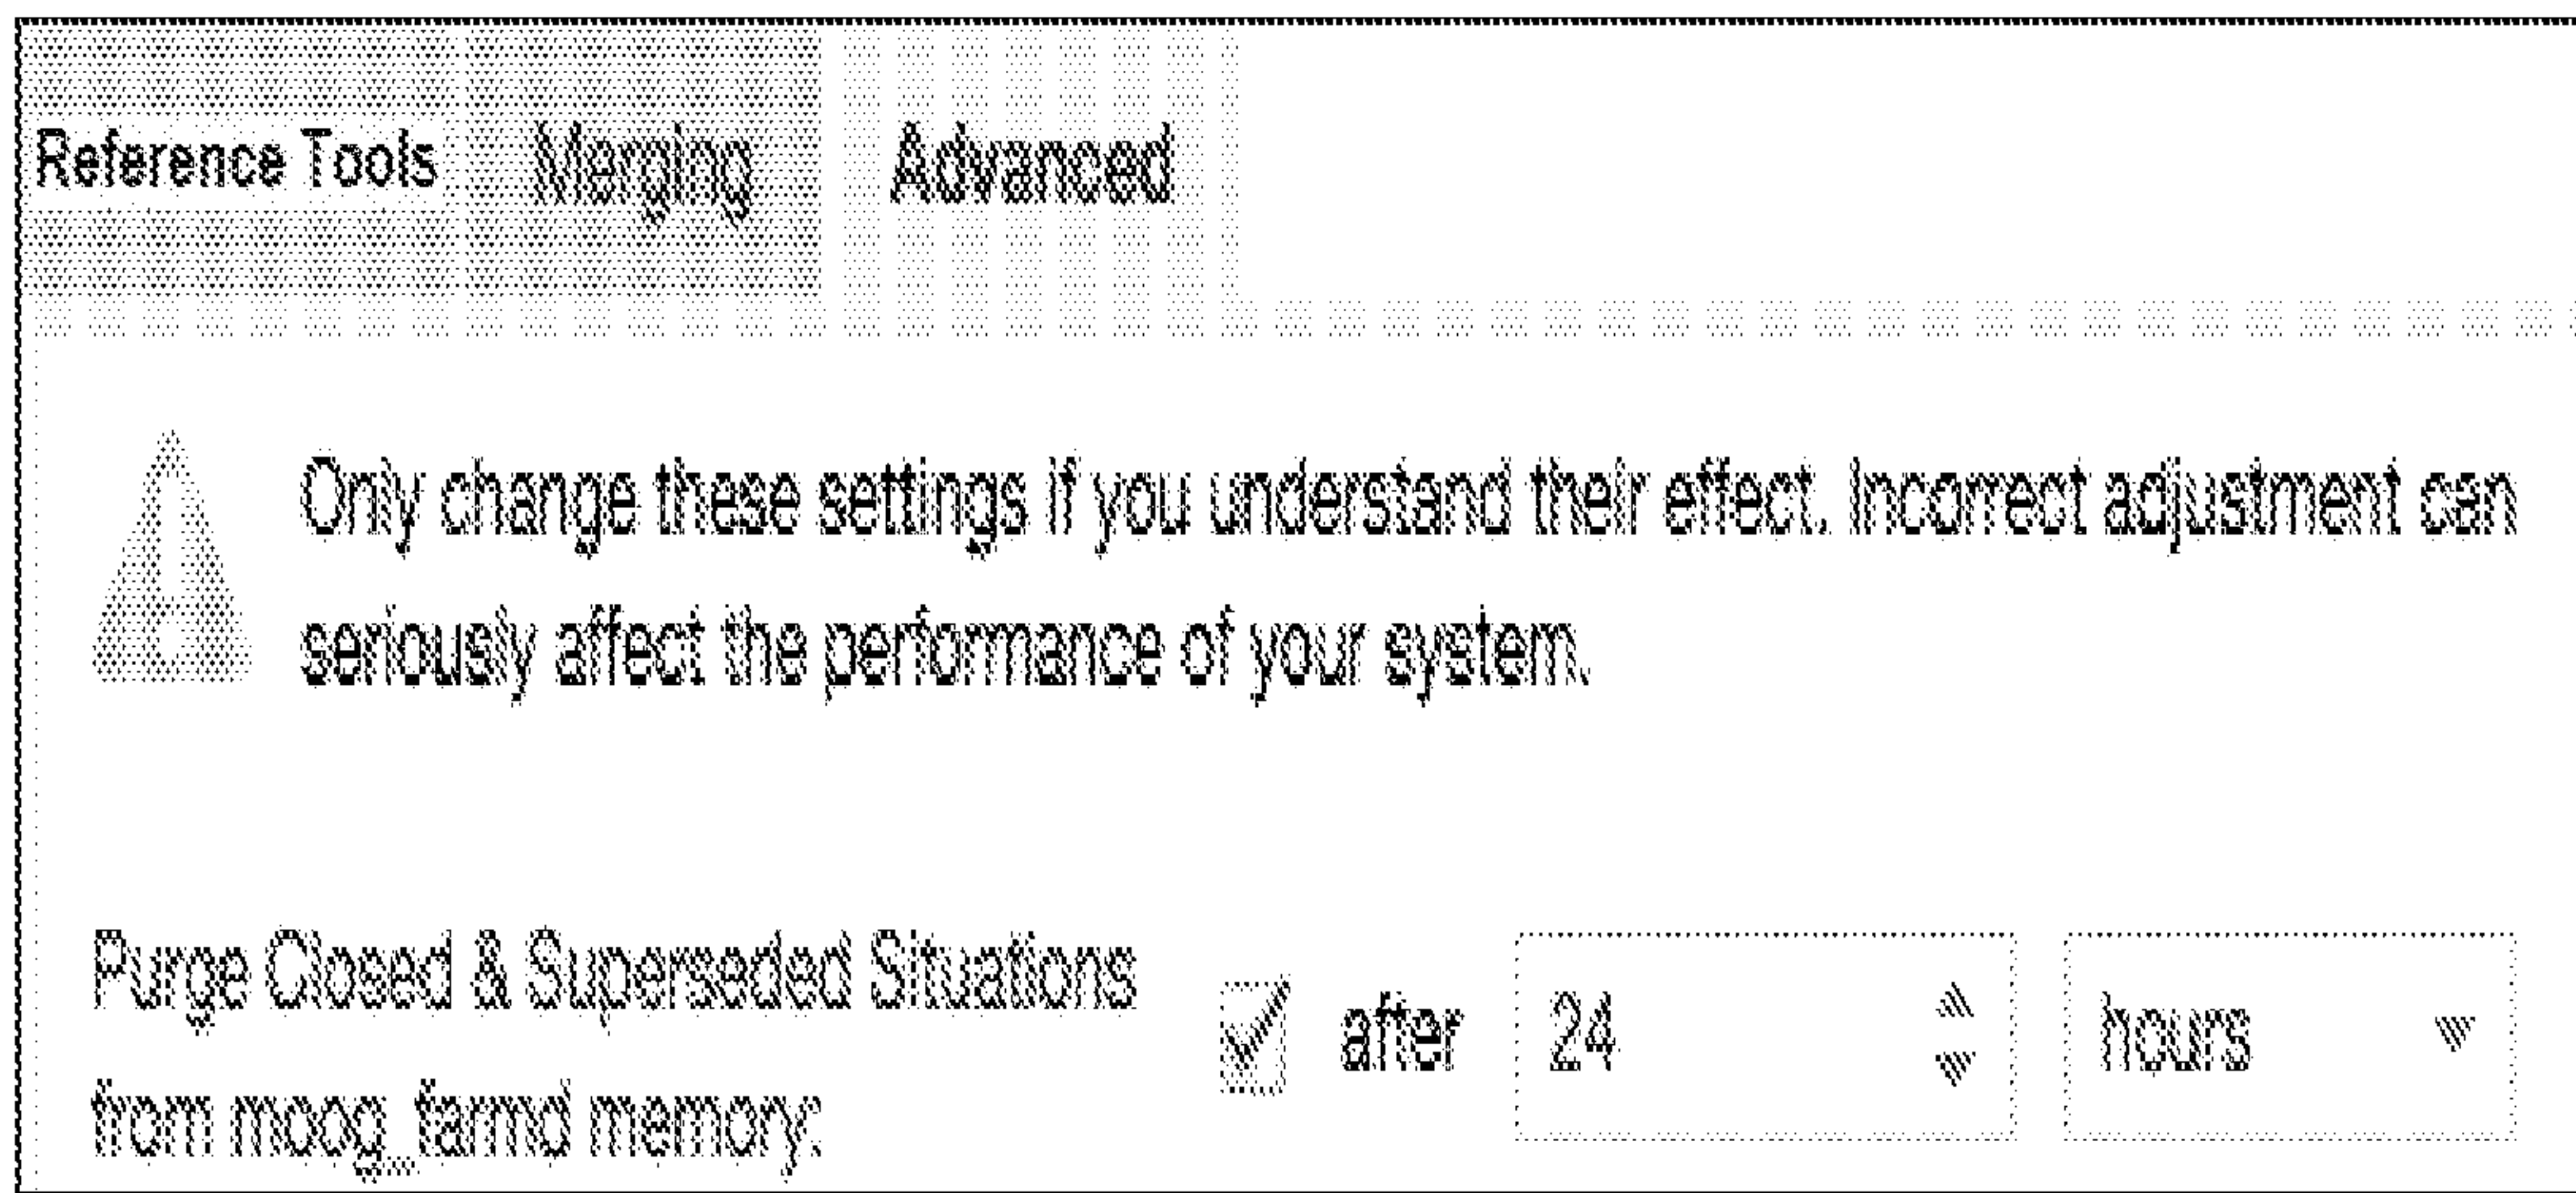 Reference Tools Merging Advanced
Only change these settings if you understand their effect. Incorrect adjustment can
seriously affect the performance of your system.
Purge Closed & Superseded Situations
from moog_farmd memory:
after 24 hours